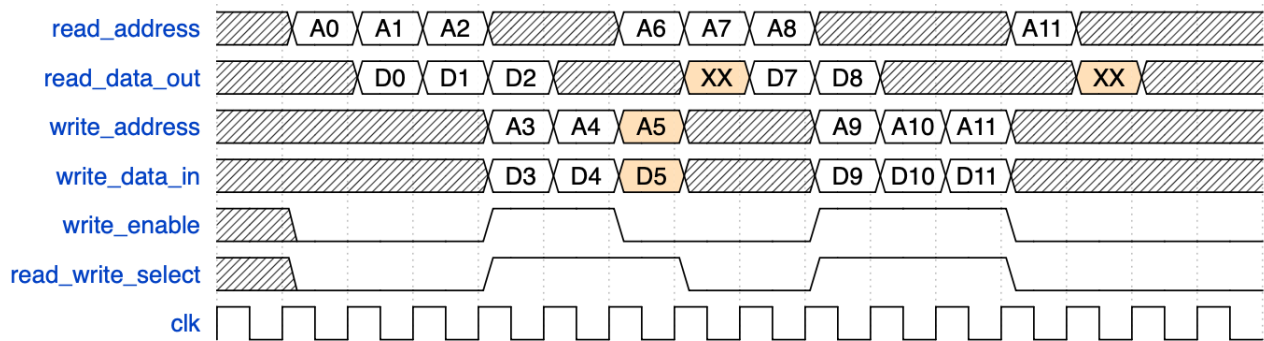 read_address A0 A1 A2 A6 A7 A8 A11
read_data_out D0 D1 D2 XX D7 D8 XX
write_address A3 A4 A5 A9 A10 A11
write_data_in D3 D4 D5 D9 D10 D11
write_enable
read_write_select
clk